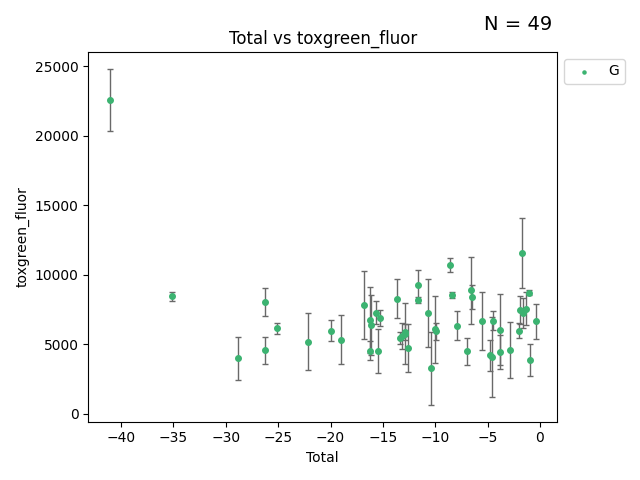 N = 49
Total vs toxgreen_fluor
G
25000
20000
15000
10000
5000
0
toxgreen_fluor
−40 −35 −30 −25 −20 −15 −10 −5 0
Total